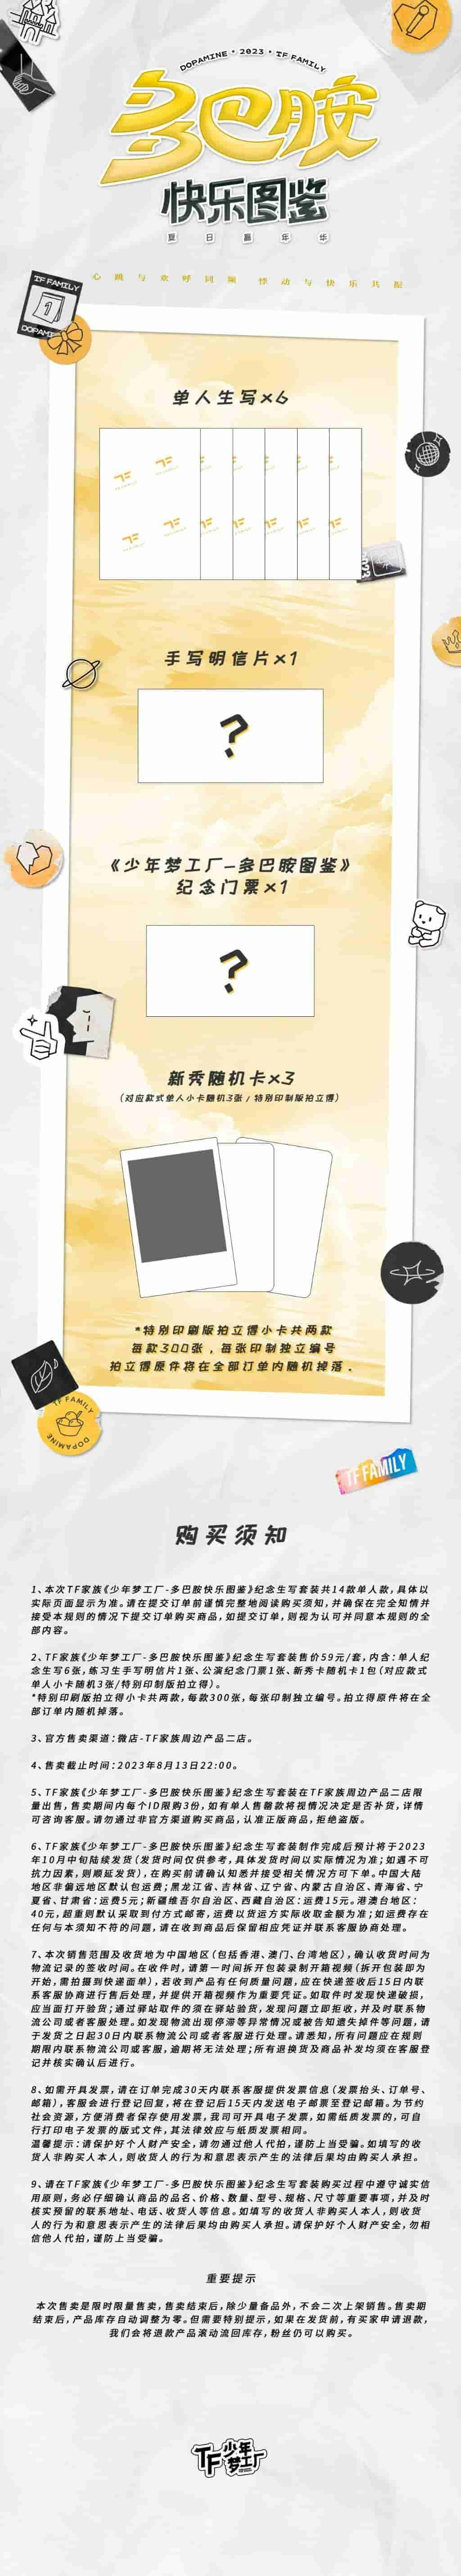 DOPAMINE • 2023 • TF FAMILY
多巴胺
快乐图鉴
夏日嘉年华
心跳与欢呼同频 悸动与快乐共振
TF FAMILY
1
DOPAMI
单人生写×6
手写明信片×1
?
《少年梦工厂-多巴胺图鉴》
纪念门票×1
?
新秀随机卡×3
(对应款式单人小卡随机3张/特别印制版拍立得)
*特别印刷版拍立得小卡共两款
每款300张，每张印制独立编号
拍立得原件将在全部订单内随机掉落.
TF FAMILY
DOPAMINE
TF FAMILY
购买须知
1、本次TF家族《少年梦工厂-多巴胺快乐图鉴》纪念生写套装共14款单人款,具体以
实际页面显示为准。请在提交订单前谨慎完整地阅读购买须知,并确保在完全知情并
接受本规则的情况下提交订单购买商品,如提交订单,则视为认可并同意本规则的全
部内容。
2、TF家族《少年梦工厂-多巴胺快乐图鉴》纪念生写套装售价59元/套,内含:单人纪
念生写6张,练习生手写明信片1张、公演纪念门票1张、新秀卡随机卡1包(对应款式
单人小卡随机3张/特别印制版拍立得)。
*特别印刷版拍立得小卡共两款,每款300张,每张印制独立编号。拍立得原件将在全
部订单内随机掉落。
3、官方售卖渠道:微店-TF家族周边产品二店。
4、售卖截止时间:2023年8月13日22:00。
5、TF家族《少年梦工厂-多巴胺快乐图鉴》纪念生写套装在TF家族周边产品二店限
量出售,售卖期间内每个ID限购3份,如有单人售罄款将视情况决定是否补货,详情
可咨询客服。请勿通过非官方渠道购买商品,认准正版商品,拒绝盗版。
6、TF家族《少年梦工厂-多巴胺快乐图鉴》纪念生写套装制作完成后预计将于2023
年10月中旬陆续发货(发货时间仅供参考,具体发货时间以实际情况为准;如遇不可
抗力因素,则顺延发货),在购买前请确认知悉并接受相关情况方可下单。中国大陆
地区非偏远地区默认包运费;黑龙江省、吉林省、辽宁省、内蒙古自治区、青海省、宁
夏省、甘肃省:运费5元;新疆维吾尔自治区、西藏自治区:运费15元。港澳台地区:
40元,超重则默认采取到付方式邮寄,运费以货运方实际收取金额为准;如运费存在
任何与本须知不符的问题,请在收到商品后保留相应凭证并联系客服协商处理。
7、本次销售范围及收货地为中国地区(包括香港、澳门、台湾地区),确认收货时间为
物流记录的签收时间。在收件时,请第一时间拆开包装录制开箱视频(拆开包装即为
开始,需拍摄到快递面单),若收到产品有任何质量问题,应在快递签收后15日内联
系客服协商进行售后处理,并提供开箱视频作为重要凭证。如取件时发现快递破损,
应当面打开验货;通过驿站取件的须在驿站验货,发现问题立即拒收,并及时联系物
流公司或者客服处理。如发现物流出现停滞等异常情况或被告知遗失掉件等问题,请
于发货之日起30日内联系物流公司或者客服进行处理。请悉知,所有问题应在规则
期限内联系物流公司或客服,逾期将无法处理;所有退换货及商品补发均须在客服登
记并核实确认后进行。
8、如需开具发票,请在订单完成30天内联系客服提供发票信息(发票抬头、订单号、
邮箱),客服会进行登记回复,将在登记后15天内发送电子邮票至登记邮箱。为节约
社会资源,方便消费者保存使用发票,我司可开具电子发票,如需纸质发票的,可自
行打印电子发票的版式文件,其法律效应与纸质发票相同。
温馨提示:请保护好个人财产安全,请勿通过他人代拍,谨防上当受骗。如填写的收
货人非购买人本人,则收货人的行为和意思表示产生的法律后果均由购买人承担。
9、请在TF家族《少年梦工厂-多巴胺快乐图鉴》纪念生写套装购买过程中遵守诚实信
用原则,务必仔细确认商品的品名、价格、数量、型号、规格、尺寸等重要事项,并及时
核实预留的联系地址、电话、收货人等信息。如填写的收货人非购买人本人,则收货
人的行为和意思表示产生的法律后果均由购买人承担。请保护好个人财产安全,勿相
信他人代拍,谨防上当受骗。
重要提示
本次售卖是限时限量售卖,售卖结束后,除少量备品外,不会二次上架销售。售卖期
结束后,产品库存自动调整为零。但需要特别提示,如果在发货前,有买家申请退款,
我们会将退款产品滚动流回库存,粉丝仍可以购买。
TF少年梦工厂